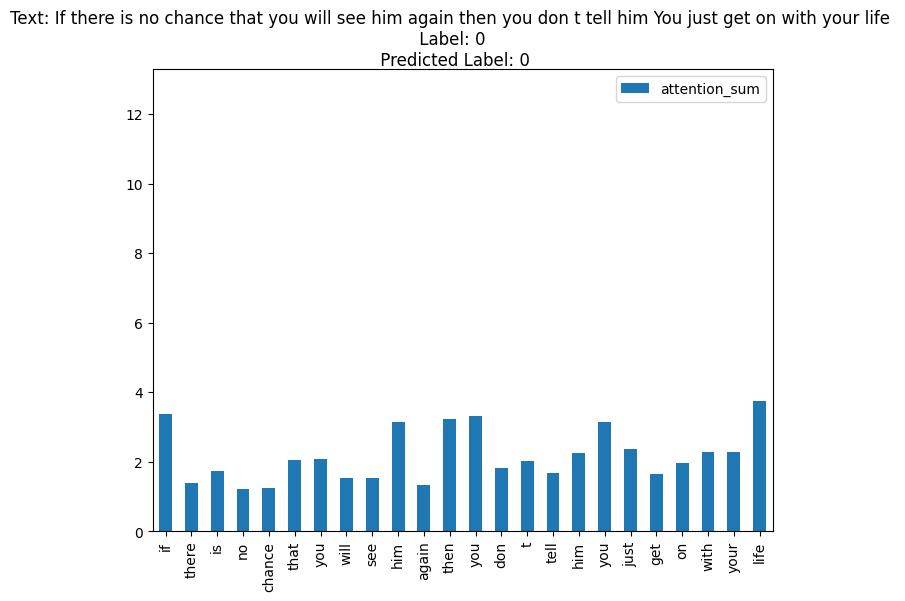 Text: If there is no chance that you will see him again then you don t tell him You just get on with your life
Label: 0
Predicted Label: 0
attention_sum
12
10
8
6
4
2
0
if
there
is
no
chance
that
you
will
see
him
again
then
you
don
t
tell
him
you
just
get
on
with
your
life